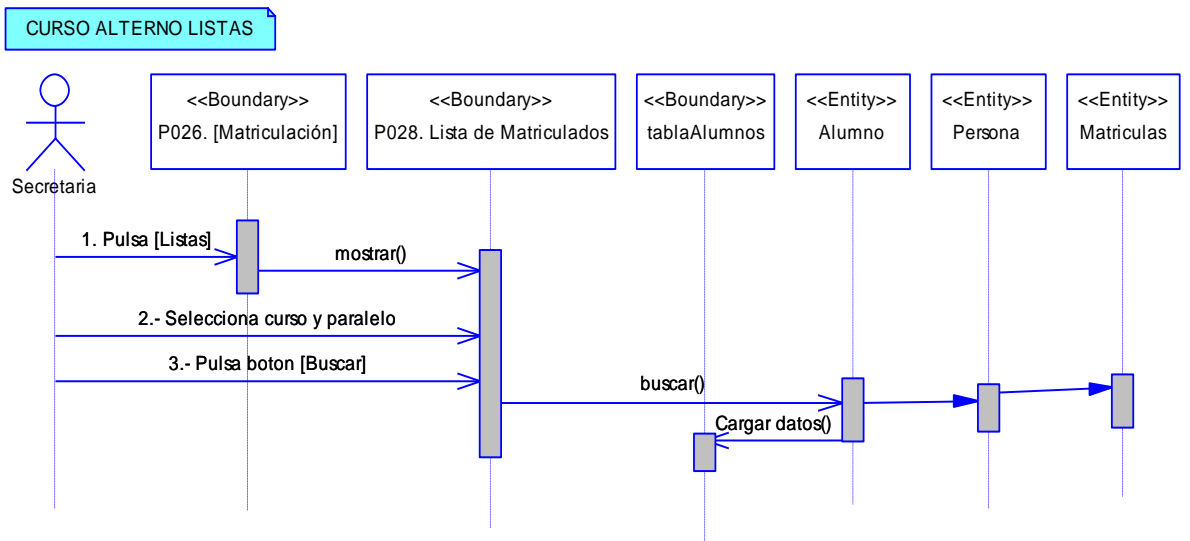 CURSO ALTERNO LISTAS
<<Boundary>>
P026. [Matriculación]
<<Boundary>>
P028. Lista de Matriculados
<<Boundary>>
tablaAlumnos
<<Entity>>
Alumno
<<Entity>>
Persona
<<Entity>>
Matriculas
Secretaria
1. Pulsa [Listas]
mostrar()
2.- Selecciona curso y paralelo
3.- Pulsa boton [Buscar]
buscar()
Cargar datos()